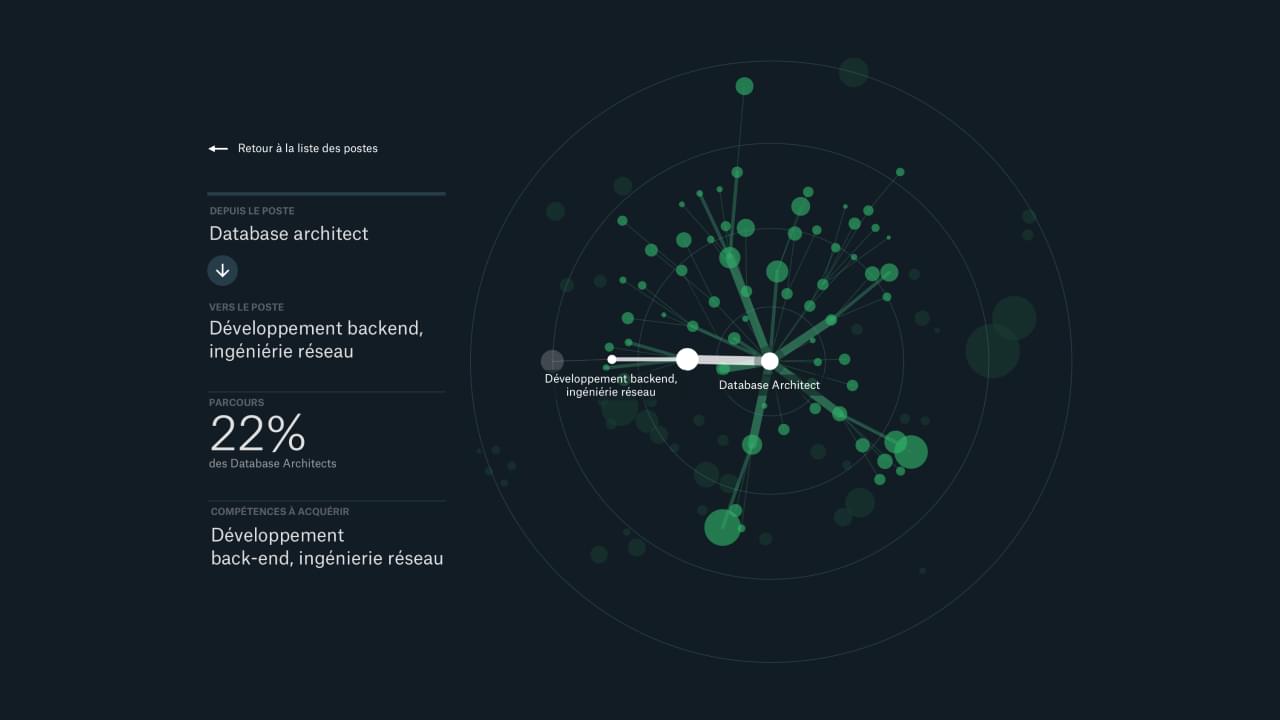 Retour à la liste des postes
DEPUIS LE POSTE
Database architect
VERS LE POSTE
Développement backend,
ingéniérie réseau
PARCOURS
22%
des Database Architects
COMPÉTENCES À ACQUÉRIR
Développement
back-end, ingénierie réseau
Développement backend,
ingéniérie réseau
Database Architect